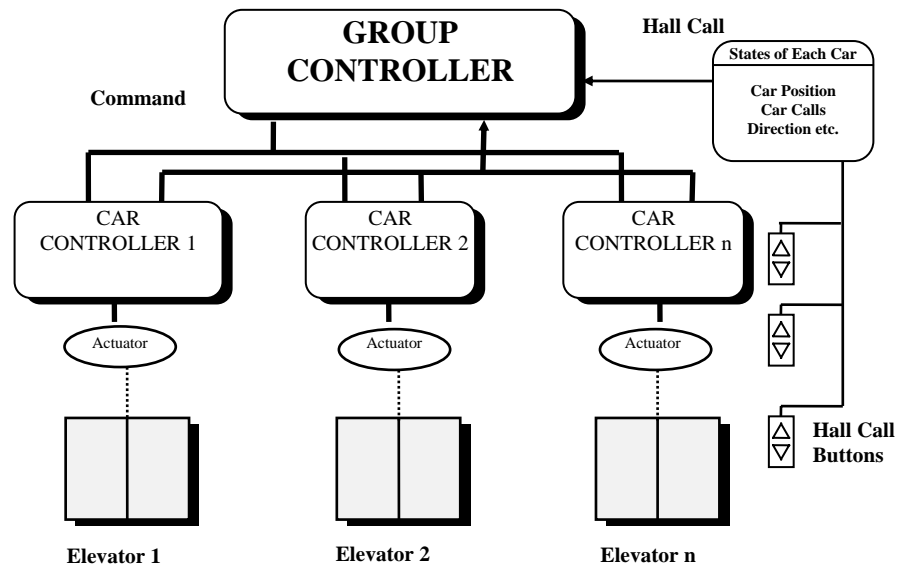 GROUP
CONTROLLER
Hall Call
States of Each Car
Car Position
Car Calls
Direction etc.
Command
CAR
CONTROLLER 1
CAR
CONTROLLER 2
CAR
CONTROLLER n
Actuator
Actuator
Actuator
Hall Call
Buttons
Elevator 1
Elevator 2
Elevator n